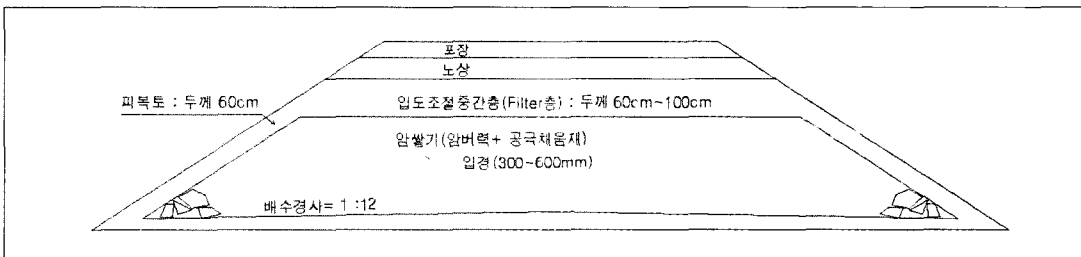 포장
노상
피복토 : 두께 60cm
입도조절중간층(Filter층) : 두께 60cm~100cm
암쌓기(암버력+ 공극채움재)
입경(300~600mm)
배수경사= 1 :12